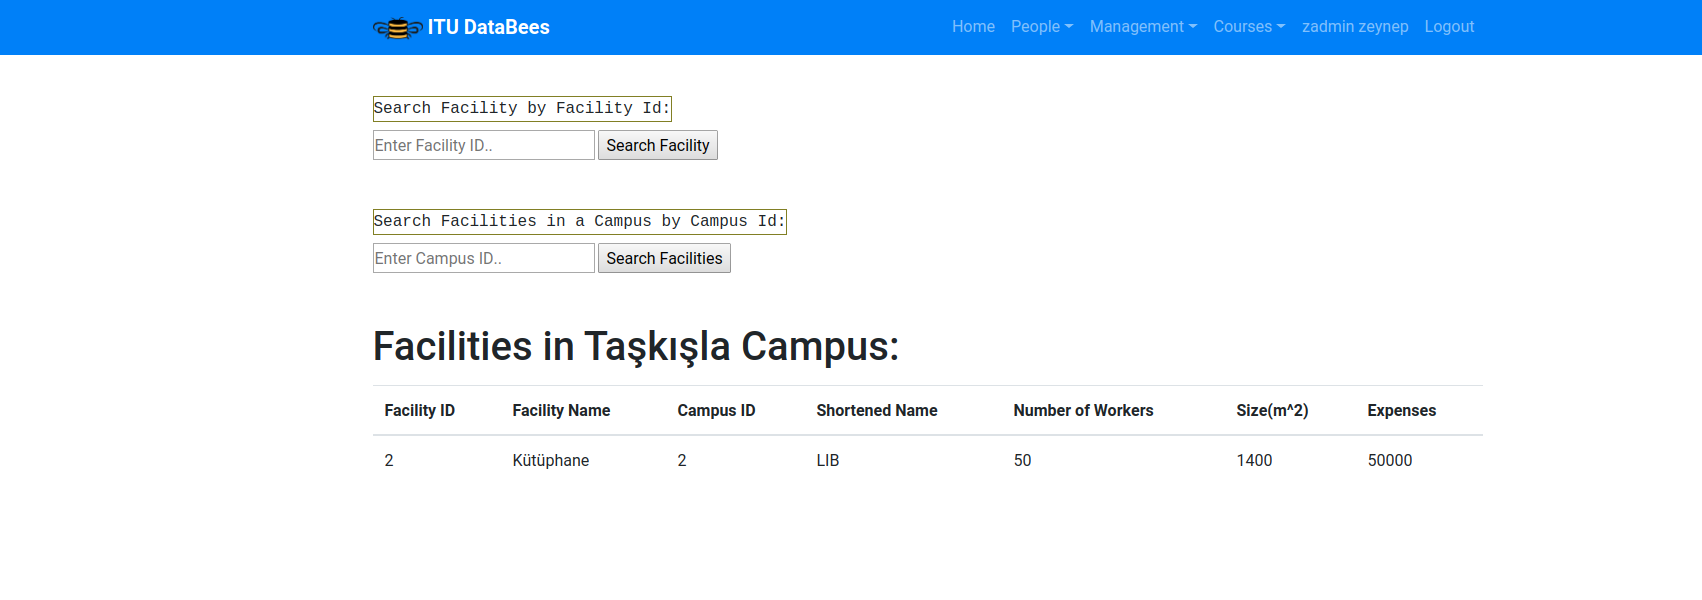 ITU DataBees Home People Management Courses zadmin zeynep Logout
Search Facility by Facility Id:
Enter Facility ID.. Search Facility
Search Facilities in a Campus by Campus Id:
Enter Campus ID.. Search Facilities
Facilities in Taşkışla Campus:
Facility ID Facility Name Campus ID Shortened Name Number of Workers Size(m^2) Expenses
2 Kütüphane 2 LIB 50 1400 50000